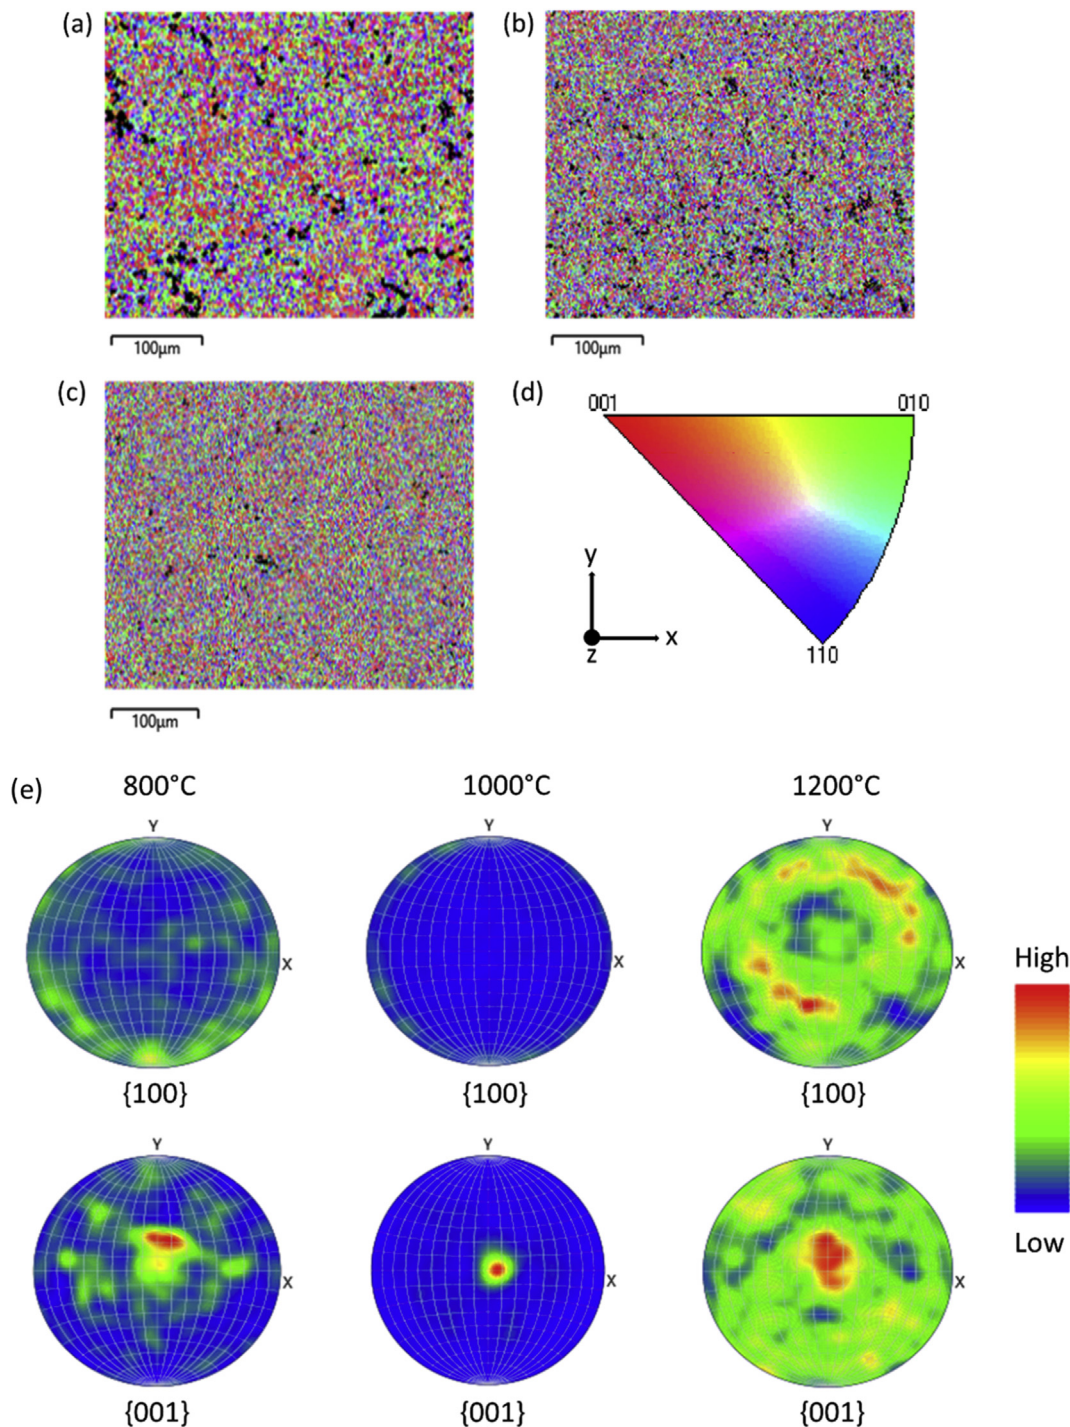 (a)
(b)
100µm
100µm
(c)
(d)
001
010
y
x
z
110
100µm
(e)
800°C
1000°C
1200°C
Y
Y
Y
X
X
X
{100}
{100}
{100}
High
Y
Y
Y
X
X
X
Low
{001}
{001}
{001}